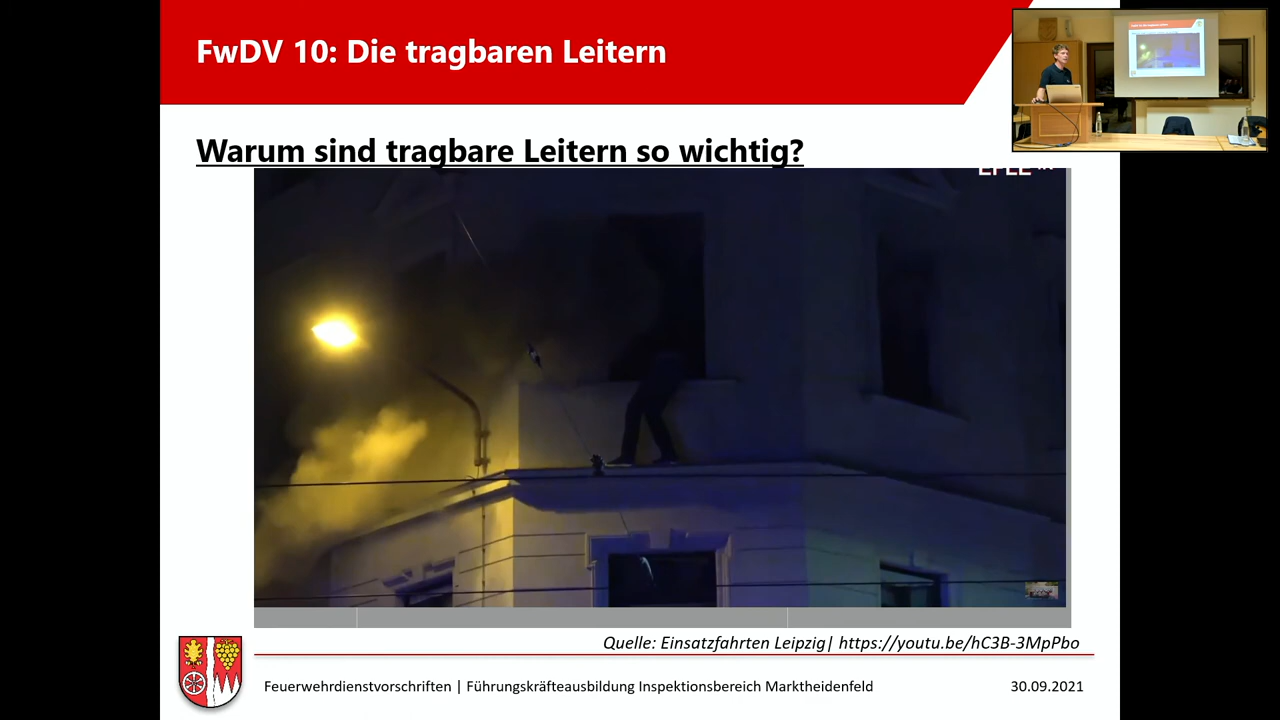 FwDV 10: Die tragbaren Leitern
Warum sind tragbare Leitern so wichtig?
Quelle: Einsatzfahrten Leipzig| https://youtu.be/hC3B-3MpPbo
Feuerwehrdienstvorschriften | Führungskräfteausbildung Inspektionsbereich Marktheidenfeld
30.09.2021